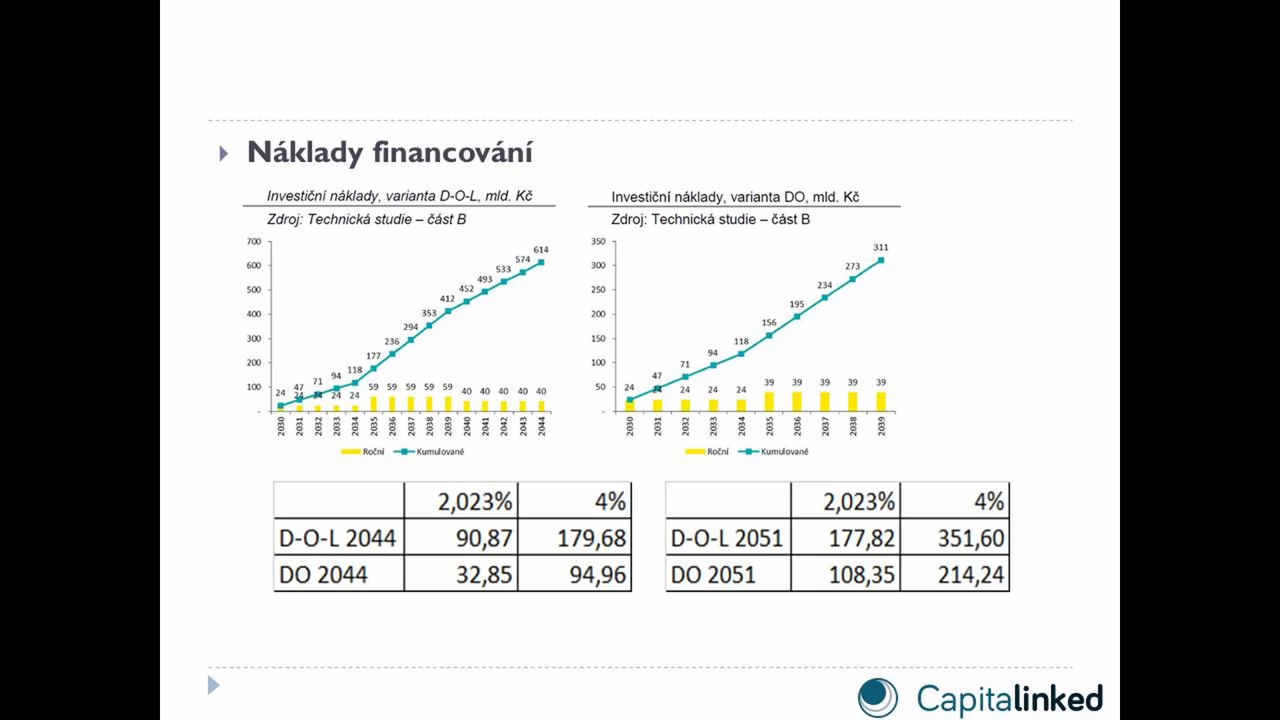 Náklady financování
Investiční náklady, varianta D-O-L, mld. Kč
Zdroj: Technická studie – část B
700
600
500
400
300
200
100
-
24 47 71 94 118 177 236 294 353 412 452 493 533 574 614
24 24 24 24 59 59 59 59 59 40 40 40 40 40
2030 2031 2032 2033 2034 2035 2036 2037 2038 2039 2040 2041 2042 2043 2044
Roční Kumulované
Investiční náklady, varianta DO, mld. Kč
Zdroj: Technická studie – část B
350
300
250
200
150
100
50
-
24 47 71 94 118 156 195 234 273 311
24 24 24 24 39 39 39 39 39
2030 2031 2032 2033 2034 2035 2036 2037 2038 2039
Roční Kumulované
2,023% 4%
D-O-L 2044 90,87 179,68
DO 2044 32,85 94,96
2,023% 4%
D-O-L 2051 177,82 351,60
DO 2051 108,35 214,24
Capitalinked